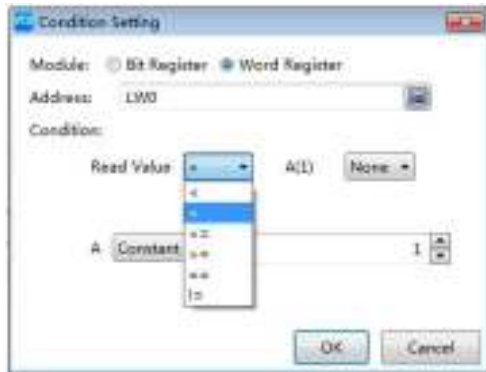 Condition Setting
Module: Bit Register Word Register
Address: LW0
Condition:
Read Value A(1) None
<
==
!=
A Constant 1
OK Cancel